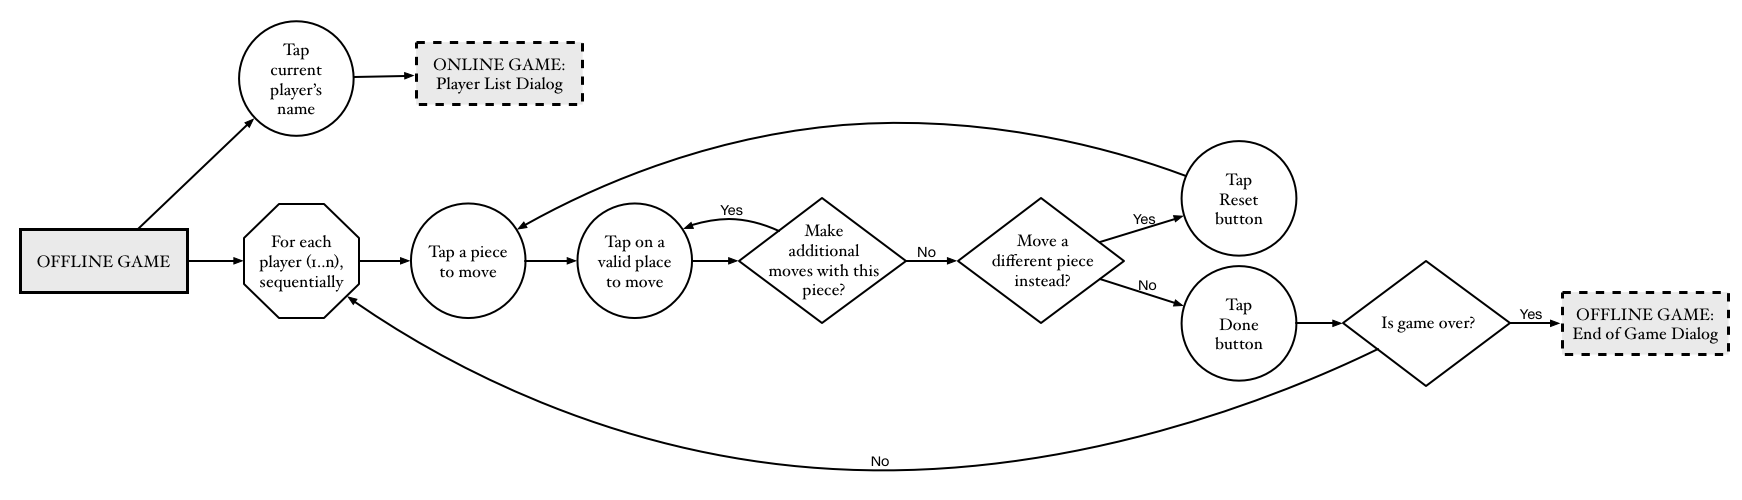 Tap
current
player's
name
ONLINE GAME:
Player List Dialog
OFFLINE GAME
For each
player (1..n),
sequentially
Tap a piece
to move
Tap on a
valid place
to move
Yes
Make
additional
moves with this
piece?
No
Move a
different piece
instead?
Yes
Tap
Reset
button
No
Tap
Done
button
Is game over?
Yes
OFFLINE GAME:
End of Game Dialog
No